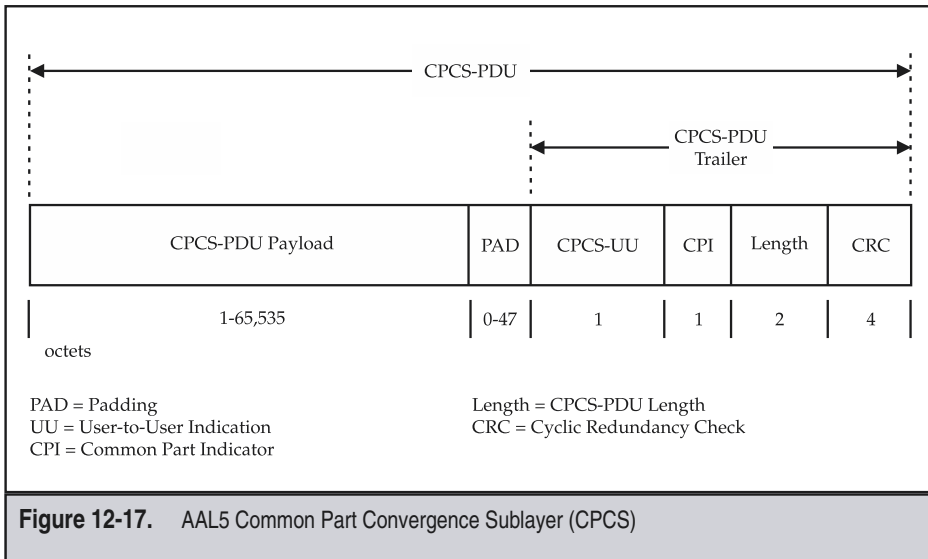 CPCS-PDU
CPCS-PDU
Trailer
CPCS-PDU Payload PAD CPCS-UU CPI Length CRC
1-65,535 0-47 1 1 2 4
octets
PAD = Padding Length = CPCS-PDU Length
UU = User-to-User Indication CRC = Cyclic Redundancy Check
CPI = Common Part Indicator
Figure 12-17. AAL5 Common Part Convergence Sublayer (CPCS)